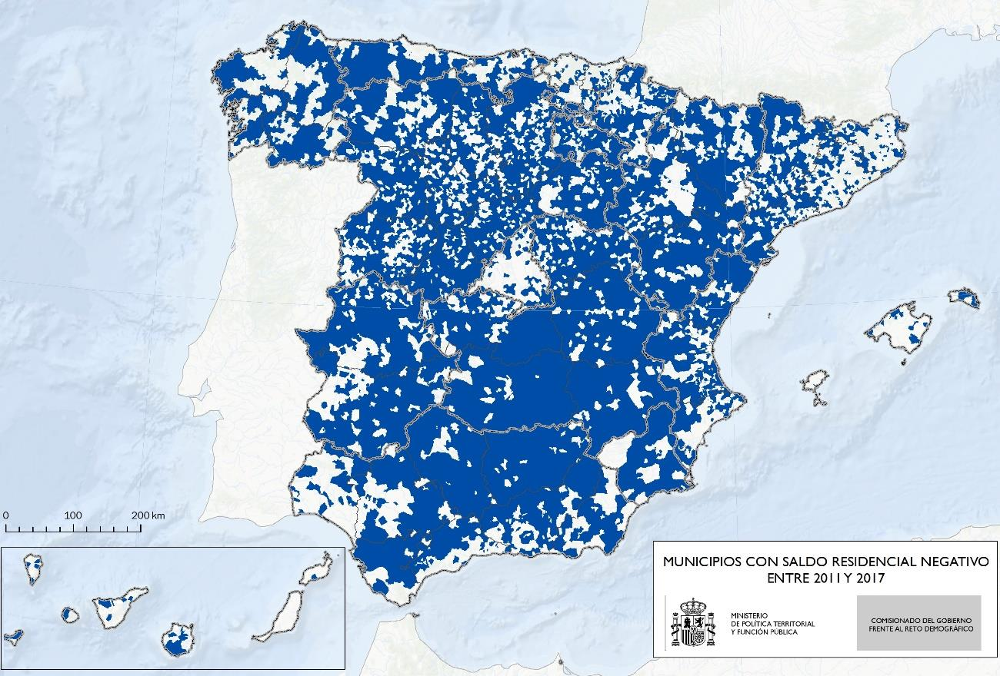 0 100 200 km
MUNICIPIOS CON SALDO RESIDENCIAL NEGATIVO
ENTRE 2011 Y 2017
MINISTERIO
DE POLÍTICA TERRITORIAL
Y FUNCIÓN PÚBLICA
COMISIONADO DEL GOBIERNO
FRENTE AL RETO DEMOGRÁFICO